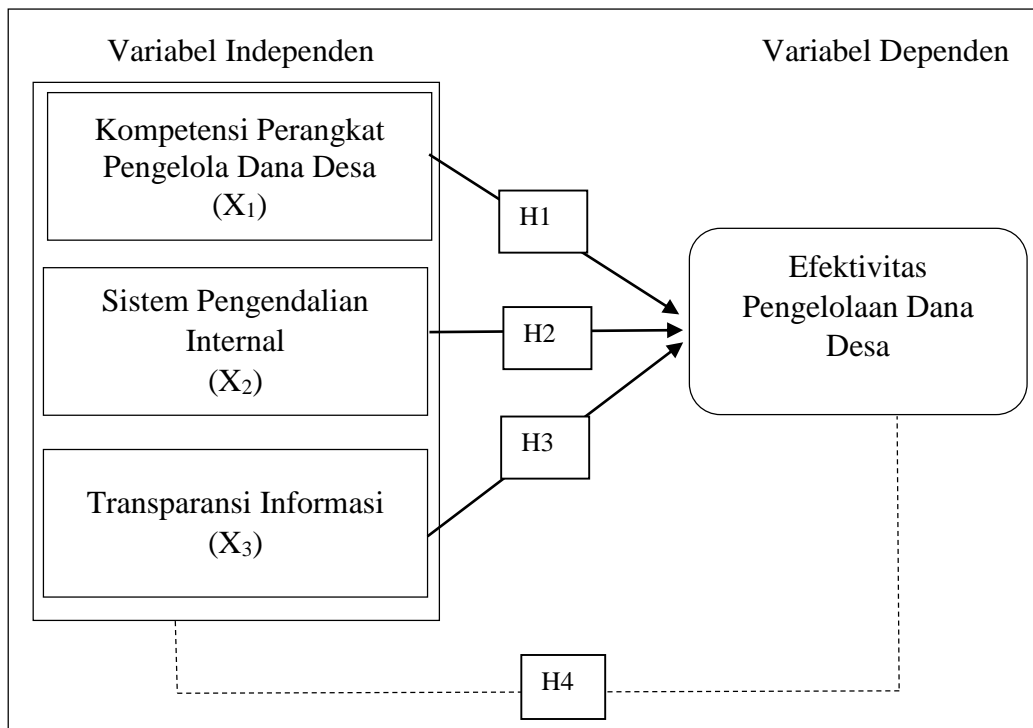 Variabel Independen
Variabel Dependen
Kompetensi Perangkat
Pengelola Dana Desa
(X₁)
H1
Sistem Pengendalian
Internal
(X₂)
H2
Efektivitas
Pengelolaan Dana
Desa
H3
Transparansi Informasi
(X₃)
H4